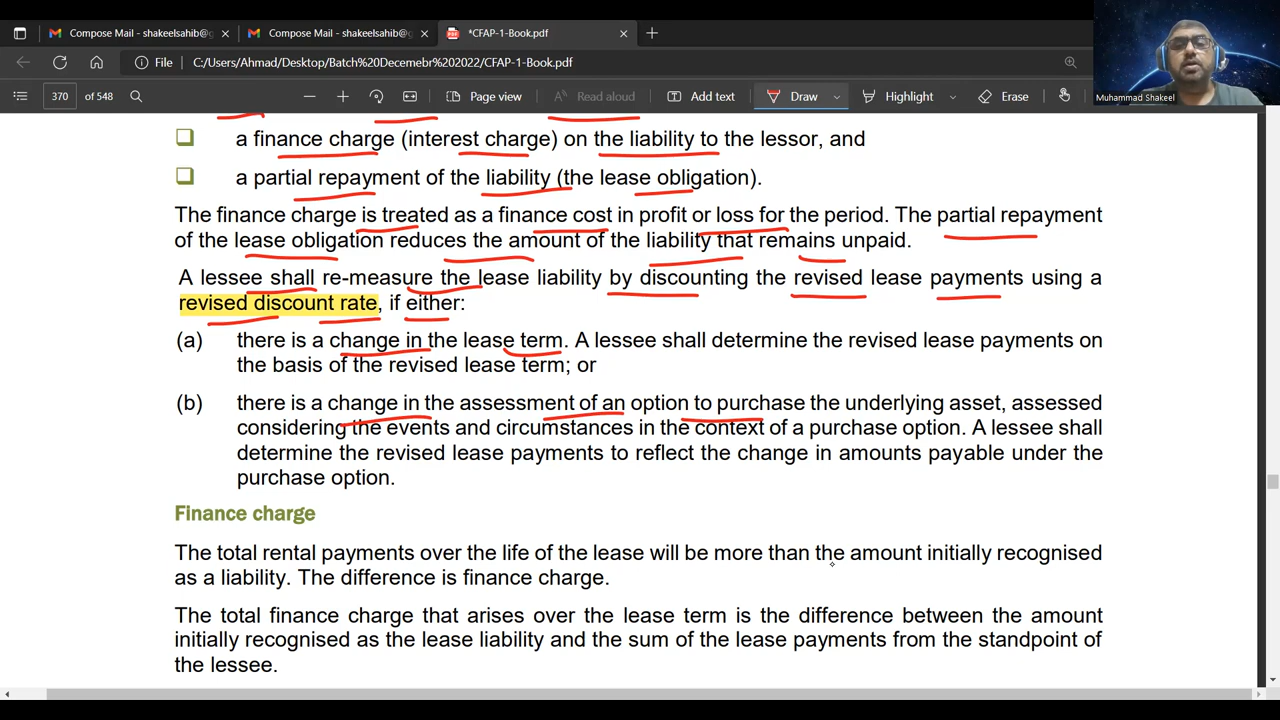 Compose Mail - shakeelsahib@g
Compose Mail - shakeelsahib@g
*CFAP-1-Book.pdf
File C:/Users/Ahmad/Desktop/Batch%20Decemebr%202022/CFAP-1-Book.pdf
370 of 548
Page view
Read aloud
Add text
Draw
Highlight
Erase
Muhammad Shakeel
a finance charge (interest charge) on the liability to the lessor, and
a partial repayment of the liability (the lease obligation).
The finance charge is treated as a finance cost in profit or loss for the period. The partial repayment
of the lease obligation reduces the amount of the liability that remains unpaid.
A lessee shall re-measure the lease liability by discounting the revised lease payments using a
revised discount rate, if either:
(a) there is a change in the lease term. A lessee shall determine the revised lease payments on
the basis of the revised lease term; or
(b) there is a change in the assessment of an option to purchase the underlying asset, assessed
considering the events and circumstances in the context of a purchase option. A lessee shall
determine the revised lease payments to reflect the change in amounts payable under the
purchase option.
Finance charge
The total rental payments over the life of the lease will be more than the amount initially recognised
as a liability. The difference is finance charge.
The total finance charge that arises over the lease term is the difference between the amount
initially recognised as the lease liability and the sum of the lease payments from the standpoint of
the lessee.